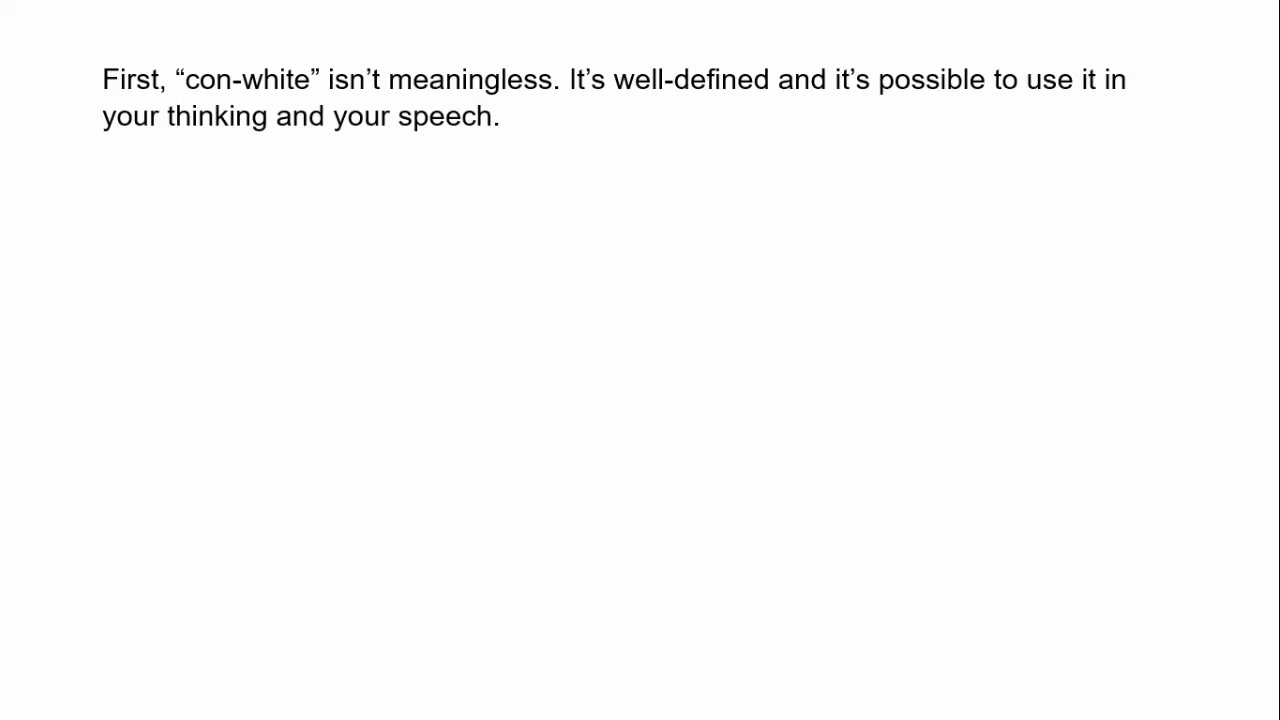 First, “con-white” isn’t meaningless. It’s well-defined and it’s possible to use it in
your thinking and your speech.